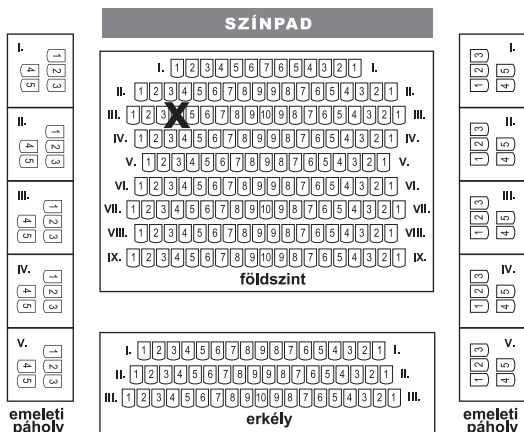 SZÍNPAD
I. 1 2 3 4 5 6 7 6 5 4 3 2 1 I.
II. 1 2 3 4 5 6 7 8 9 9 8 7 6 5 4 3 2 1 II.
III. 1 2 3 X 5 6 7 8 9 10 9 8 7 6 5 4 3 2 1 III.
IV. 1 2 3 4 5 6 7 8 9 9 8 7 6 5 4 3 2 1 IV.
V. 1 2 3 4 5 6 7 8 9 8 7 6 5 4 3 2 1 V.
VI. 1 2 3 4 5 6 7 8 9 9 8 7 6 5 4 3 2 1 VI.
VII. 1 2 3 4 5 6 7 8 9 10 9 8 7 6 5 4 3 2 1 VII.
VIII. 1 2 3 4 5 6 7 8 9 9 8 7 6 5 4 3 2 1 VIII.
IX. 1 2 3 4 5 6 7 8 9 10 9 8 7 6 5 4 3 2 1 IX.
földszint
I. 1 2 3 4 5 6 7 8 9 8 7 6 5 4 3 2 1 I.
II. 1 2 3 4 5 6 7 8 9 9 8 7 6 5 4 3 2 1 II.
III. 1 2 3 4 5 6 7 8 9 10 9 8 7 6 5 4 3 2 1 III.
erkély
I. 1
4 2
5 3
II. 1
4 2
5 3
III. 1
4 2
5 3
IV. 1
4 2
5 3
V. 1
4 2
5 3
emeleti
páholy
3 I.
2 5
1 4
3 II.
2 5
1 4
3 III.
2 5
1 4
3 IV.
2 5
1 4
3 V.
2 5
1 4
emeleti
páholy